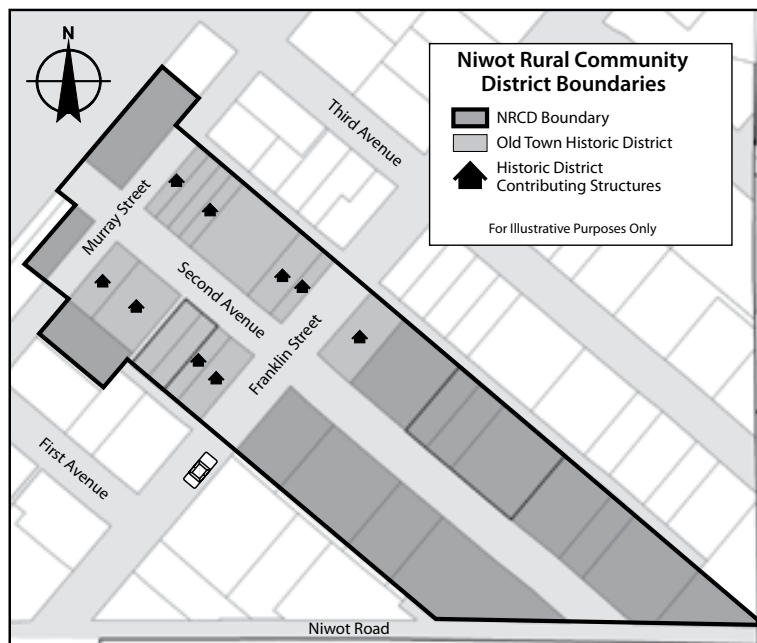 N
Niwot Rural Community
District Boundaries
NRCD Boundary
Old Town Historic District
Historic District
Contributing Structures
For Illustrative Purposes Only
Third Avenue
Murray Street
Second Avenue
Franklin Street
First Avenue
Niwot Road